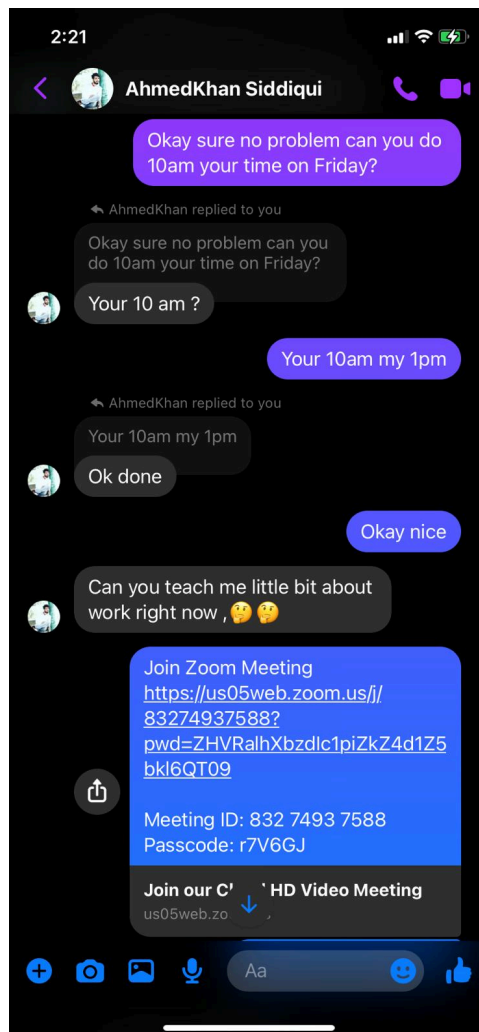 2:21
AhmedKhan Siddiqui
Okay sure no problem can you do
10am your time on Friday?
AhmedKhan replied to you
Okay sure no problem can you
do 10am your time on Friday?
Your 10 am ?
Your 10am my 1pm
AhmedKhan replied to you
Your 10am my 1pm
Ok done
Okay nice
Can you teach me little bit about
work right now ,🤔🤔
Join Zoom Meeting
https://us05web.zoom.us/j/
83274937588?
pwd=ZHVRalhXbzdlc1piZkZ4d1Z5
bkl6QT09
Meeting ID: 832 7493 7588
Passcode: r7V6GJ
Join our HD Video Meeting
us05web.zo
Aa